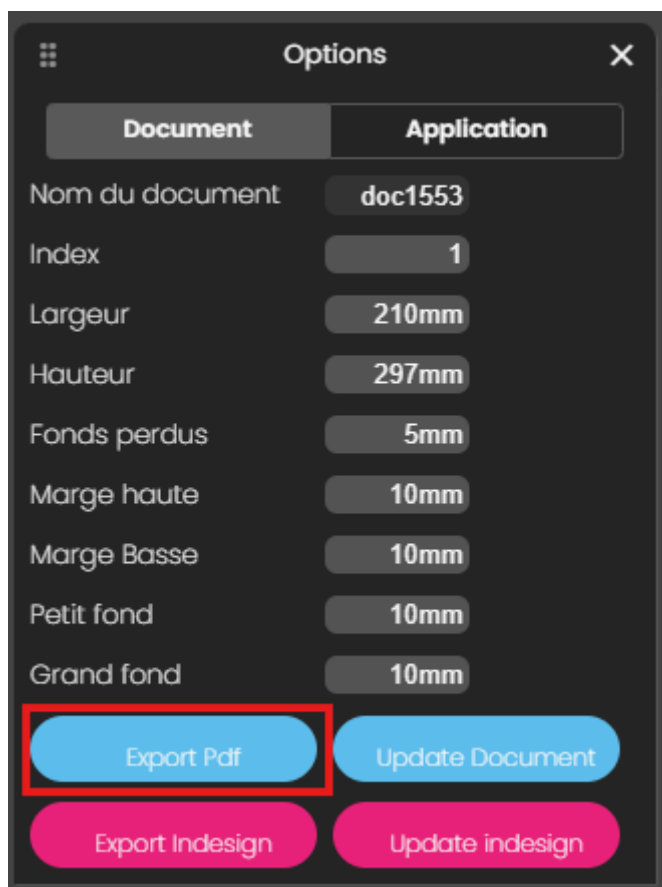 Options
Document Application
Nom du document doc1553
Index 1
Largeur 210mm
Hauteur 297mm
Fonds perdus 5mm
Marge haute 10mm
Marge Basse 10mm
Petit fond 10mm
Grand fond 10mm
Export Pdf Update Document
Export Indesign Update indesign